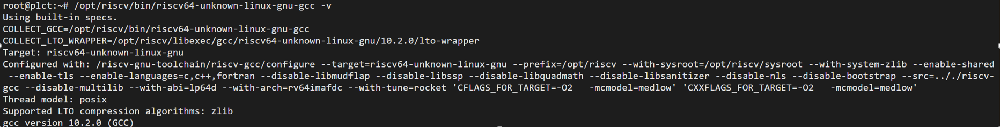 root@plct:~# /opt/riscv/bin/riscv64-unknown-linux-gnu-gcc -v
Using built-in specs.
COLLECT_GCC=/opt/riscv/bin/riscv64-unknown-linux-gnu-gcc
COLLECT_LTO_WRAPPER=/opt/riscv/libexec/gcc/riscv64-unknown-linux-gnu/10.2.0/lto-wrapper
Target: riscv64-unknown-linux-gnu
Configured with: /riscv-gnu-toolchain/riscv-gcc/configure --target=riscv64-unknown-linux-gnu --prefix=/opt/riscv --with-sysroot=/opt/riscv/sysroot --with-system-zlib --enable-shared
 --enable-tls --enable-languages=c,c++,fortran --disable-libmudflap --disable-libssp --disable-libquadmath --disable-libsanitizer --disable-nls --disable-bootstrap --src=.././riscv-
gcc --disable-multilib --with-abi=lp64d --with-arch=rv64imafdc --with-tune=rocket 'CFLAGS_FOR_TARGET=-O2   -mcmodel=medlow' 'CXXFLAGS_FOR_TARGET=-O2   -mcmodel=medlow'
Thread model: posix
Supported LTO compression algorithms: zlib
gcc version 10.2.0 (GCC)